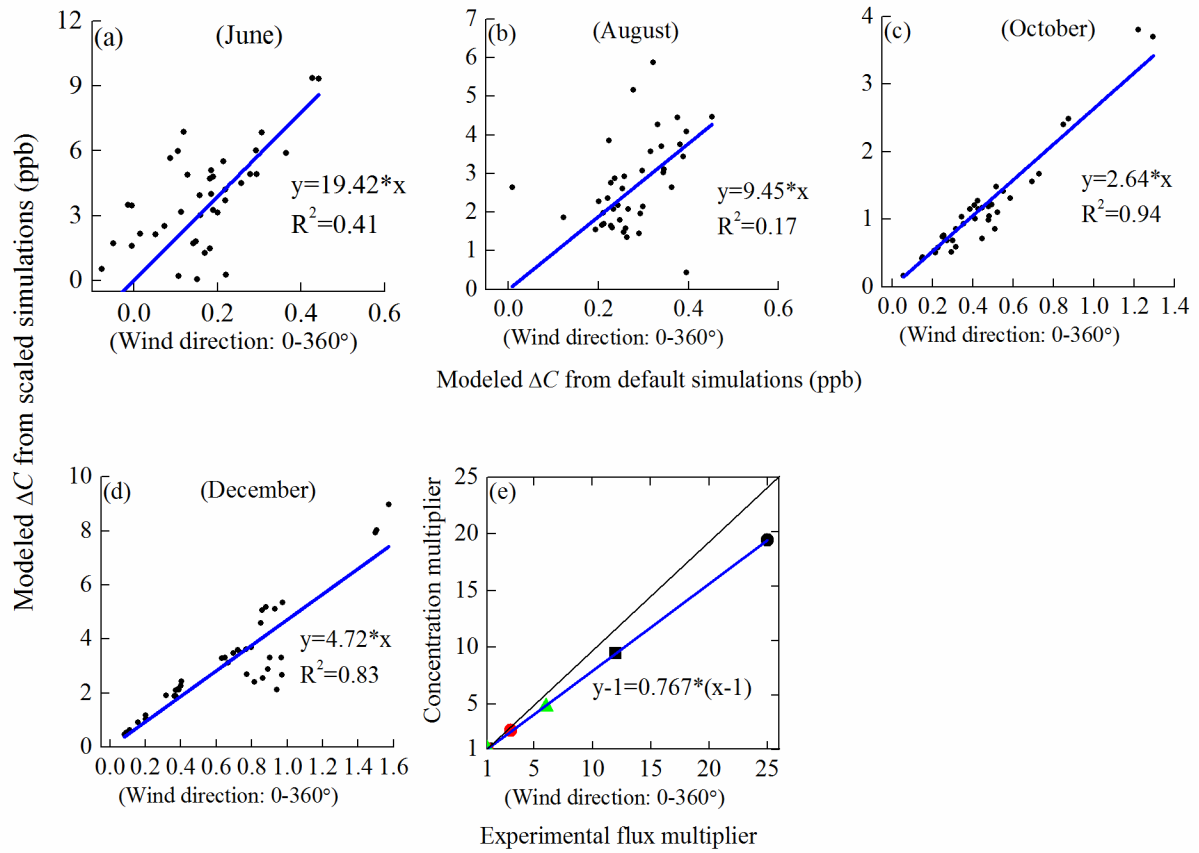 Modeled ΔC from scaled simulations (ppb)
(a)
(June)
12
9
6
3
0
y=19.42*x
R²=0.41
0.0 0.2 0.4 0.6
(Wind direction: 0-360°)
(b)
(August)
7
6
5
4
3
2
1
0
y=9.45*x
R²=0.17
0.0 0.2 0.4 0.6
(Wind direction: 0-360°)
(c)
(October)
4
3
2
1
0
y=2.64*x
R²=0.94
0.0 0.2 0.4 0.6 0.8 1.0 1.2 1.4
(Wind direction: 0-360°)
Modeled ΔC from default simulations (ppb)
(d)
(December)
10
8
6
4
2
0
y=4.72*x
R²=0.83
0.0 0.2 0.4 0.6 0.8 1.0 1.2 1.4 1.6
(Wind direction: 0-360°)
(e)
Concentration multiplier
25
20
15
10
5
1
y-1=0.767*(x-1)
1 5 10 15 20 25
(Wind direction: 0-360°)
Experimental flux multiplier